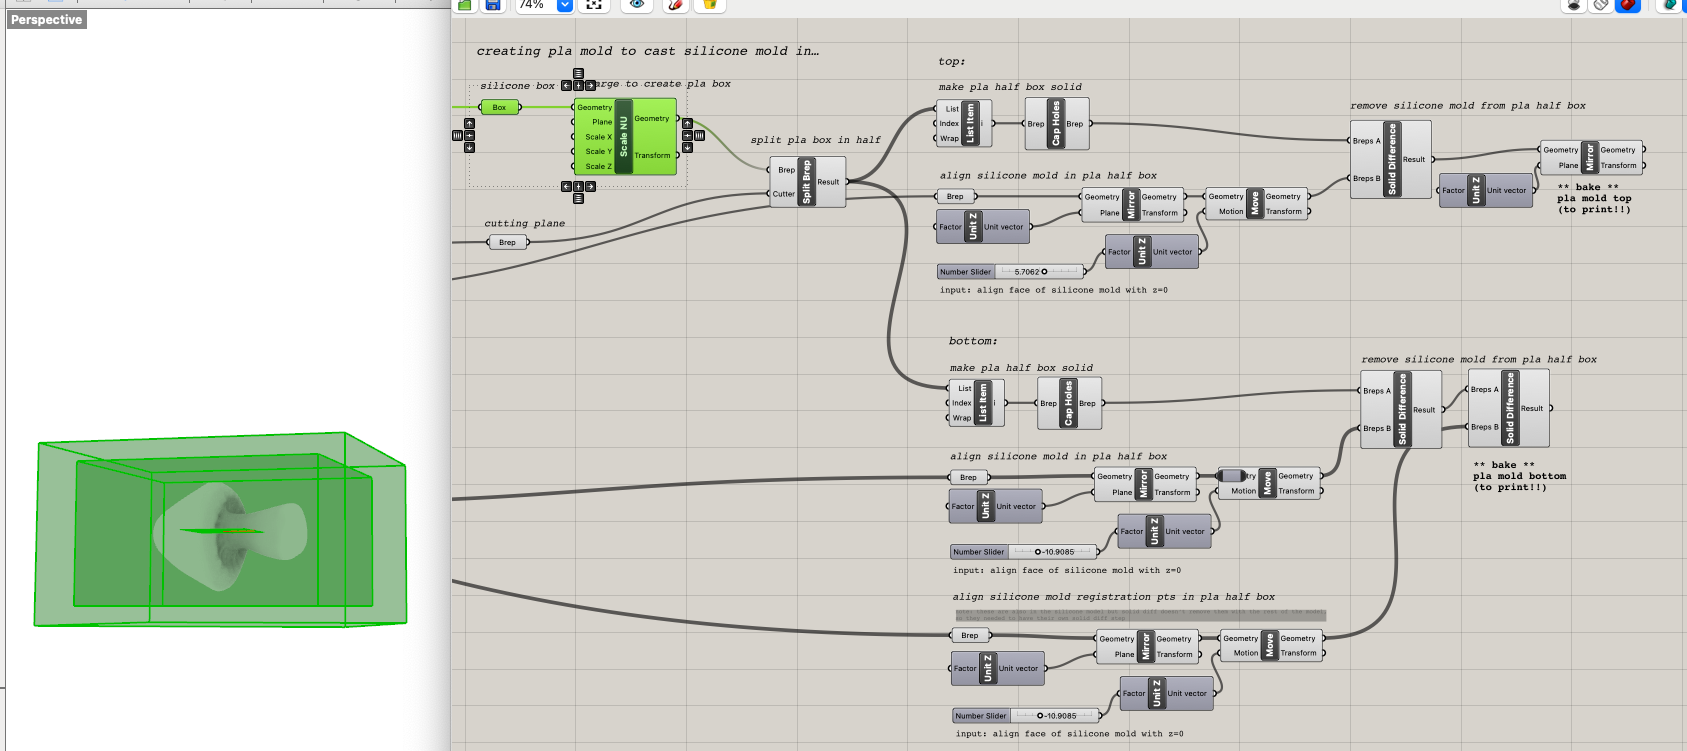 Perspective
74%
creating pla mold to cast silicone mold in…
silicone box
arge to create pla box
Box
Geometry
Plane
Scale X
Scale Y
Scale Z
Scale NU
Geometry
Transform
cutting plane
Brep
split pla box in half
Brep
Cutter
Split Brep
Result
top:
make pla half box solid
List
Index
Wrap
List Item
i
Brep
Cap Holes
Brep
align silicone mold in pla half box
Brep
Factor
Unit Z
Unit vector
Geometry
Plane
Mirror
Geometry
Transform
Geometry
Motion
Move
Geometry
Transform
Factor
Unit Z
Unit vector
Number Slider
5.7062
input: align face of silicone mold with z=0
remove silicone mold from pla half box
Breps A
Breps B
Solid Difference
Result
Factor
Unit Z
Unit vector
Geometry
Plane
Mirror
Geometry
Transform
** bake **
pla mold top
(to print!!)
bottom:
make pla half box solid
List
Index
Wrap
List Item
i
Brep
Cap Holes
Brep
align silicone mold in pla half box
Brep
Factor
Unit Z
Unit vector
Geometry
Plane
Mirror
Geometry
Transform
try
Motion
Move
Geometry
Transform
Factor
Unit Z
Unit vector
Number Slider
-10.9085
input: align face of silicone mold with z=0
remove silicone mold from pla half box
Breps A
Breps B
Solid Difference
Result
Breps A
Breps B
Solid Difference
Result
** bake **
pla mold bottom
(to print!!)
align silicone mold registration pts in pla half box
Brep
Factor
Unit Z
Unit vector
Geometry
Plane
Mirror
Geometry
Transform
Geometry
Motion
Move
Geometry
Transform
Factor
Unit Z
Unit vector
Number Slider
-10.9085
input: align face of silicone mold with z=0